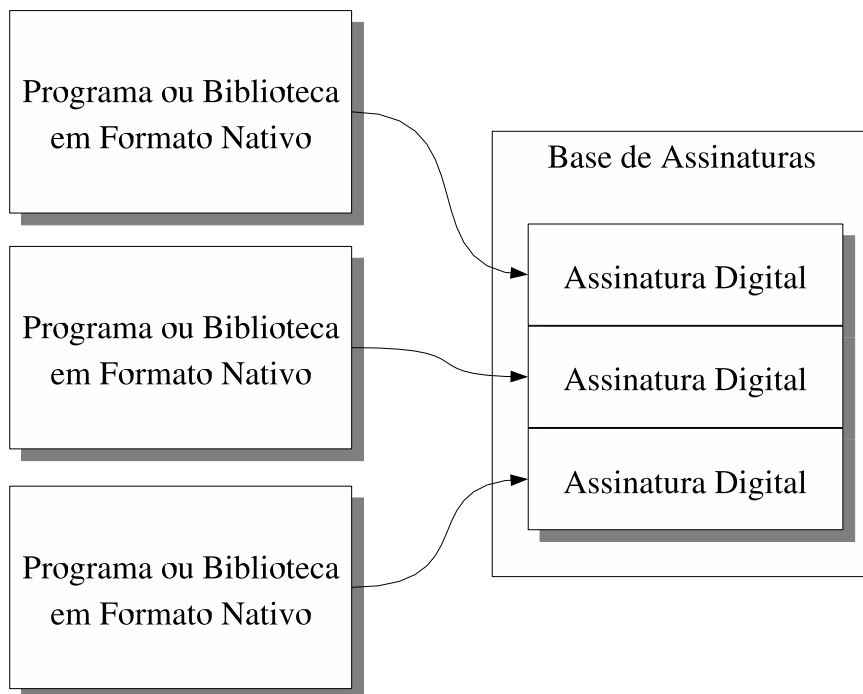 Programa ou Biblioteca
em Formato Nativo
Base de Assinaturas
Assinatura Digital
Programa ou Biblioteca
em Formato Nativo
Assinatura Digital
Assinatura Digital
Programa ou Biblioteca
em Formato Nativo